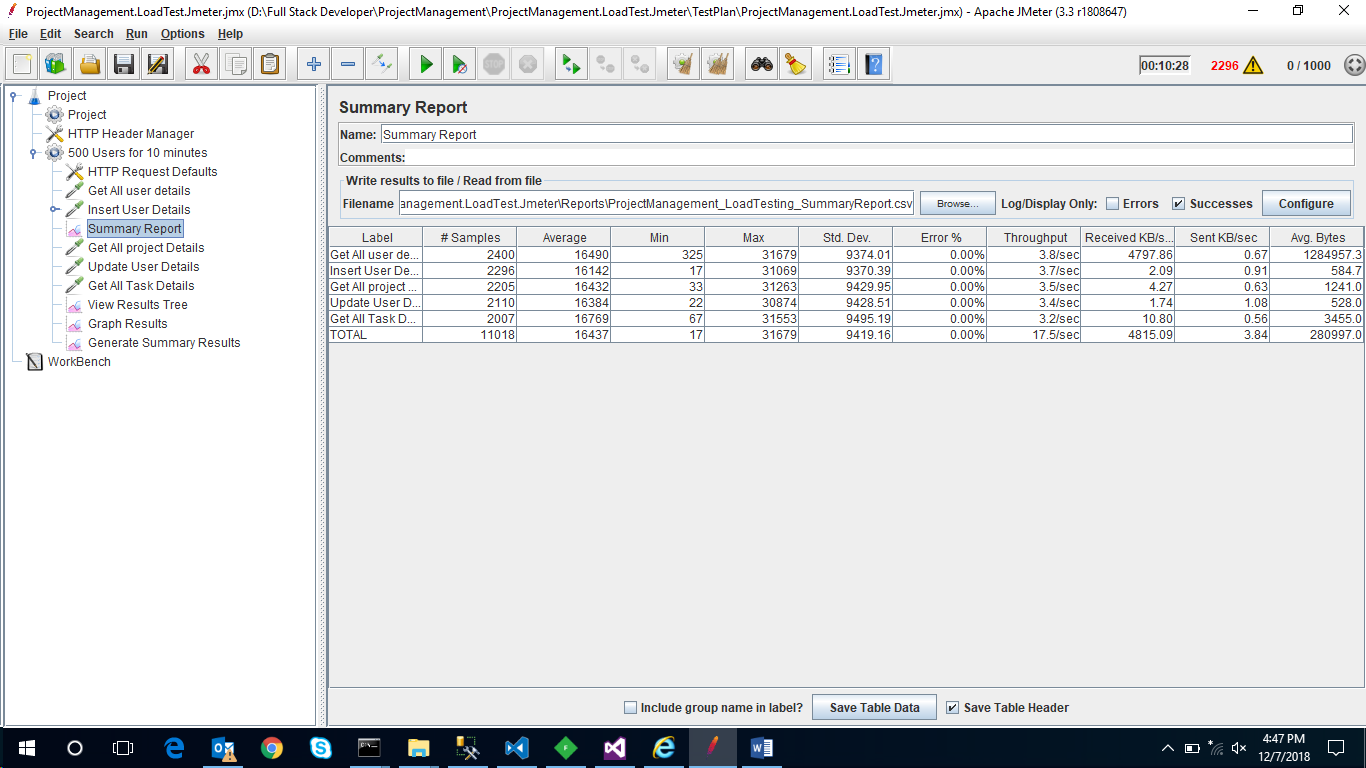 ProjectManagement.LoadTest.Jmeter.jmx (D:\Full Stack Developer\ProjectManagement\ProjectManagement.LoadTest.Jmeter\TestPlan\ProjectManagement.LoadTest.Jmeter.jmx) - Apache JMeter (3.3 r1808647)
File Edit Search Run Options Help
STOP 00:10:28 2296 0 / 1000
Project
Project
HTTP Header Manager
500 Users for 10 minutes
HTTP Request Defaults
Get All user details
Insert User Details
Summary Report
Get All project Details
Update User Details
Get All Task Details
View Results Tree
Graph Results
Generate Summary Results
WorkBench
Summary Report
Name: Summary Report
Comments:
Write results to file / Read from file
Filename anagement.LoadTest.Jmeter\Reports\ProjectManagement_LoadTesting_SummaryReport.csv Browse... Log/Display Only: Errors Successes Configure
Label # Samples Average Min Max Std. Dev. Error % Throughput Received KB/s... Sent KB/sec Avg. Bytes
Get All user de... 2400 16490 325 31679 9374.01 0.00% 3.8/sec 4797.86 0.67 1284957.3
Insert User De... 2296 16142 17 31069 9370.39 0.00% 3.7/sec 2.09 0.91 584.7
Get All project ... 2205 16432 33 31263 9429.95 0.00% 3.5/sec 4.27 0.63 1241.0
Update User D... 2110 16384 22 30874 9428.51 0.00% 3.4/sec 1.74 1.08 528.0
Get All Task D... 2007 16769 67 31553 9495.19 0.00% 3.2/sec 10.80 0.56 3455.0
TOTAL 11018 16437 17 31679 9419.16 0.00% 17.5/sec 4815.09 3.84 280997.0
Include group name in label? Save Table Data Save Table Header
4:47 PM
12/7/2018